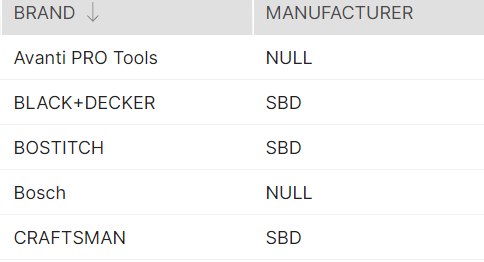 BRAND ↓ MANUFACTURER
Avanti PRO Tools NULL
BLACK+DECKER SBD
BOSTITCH SBD
Bosch NULL
CRAFTSMAN SBD